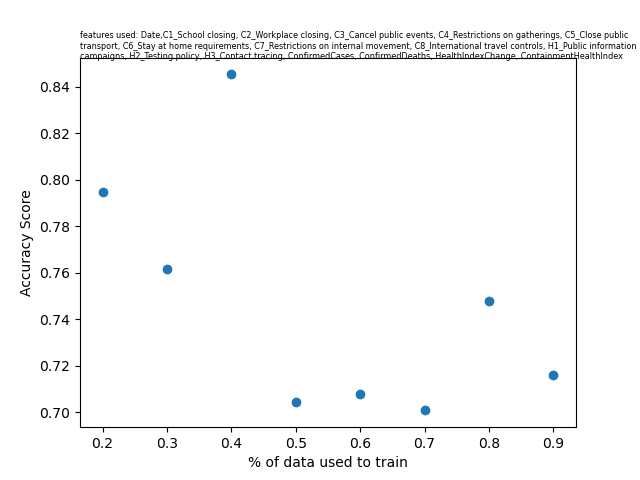 features used: Date,C1_School closing, C2_Workplace closing, C3_Cancel public events, C4_Restrictions on gatherings, C5_Close public
transport, C6_Stay at home requirements, C7_Restrictions on internal movement, C8_International travel controls, H1_Public information
campaigns, H2_Testing policy, H3_Contact tracing, ConfirmedCases, ConfirmedDeaths, HealthIndexChange, ContainmentHealthIndex
0.84
0.82
0.80
0.78
0.76
0.74
0.72
0.70
Accuracy Score
0.2 0.3 0.4 0.5 0.6 0.7 0.8 0.9
% of data used to train